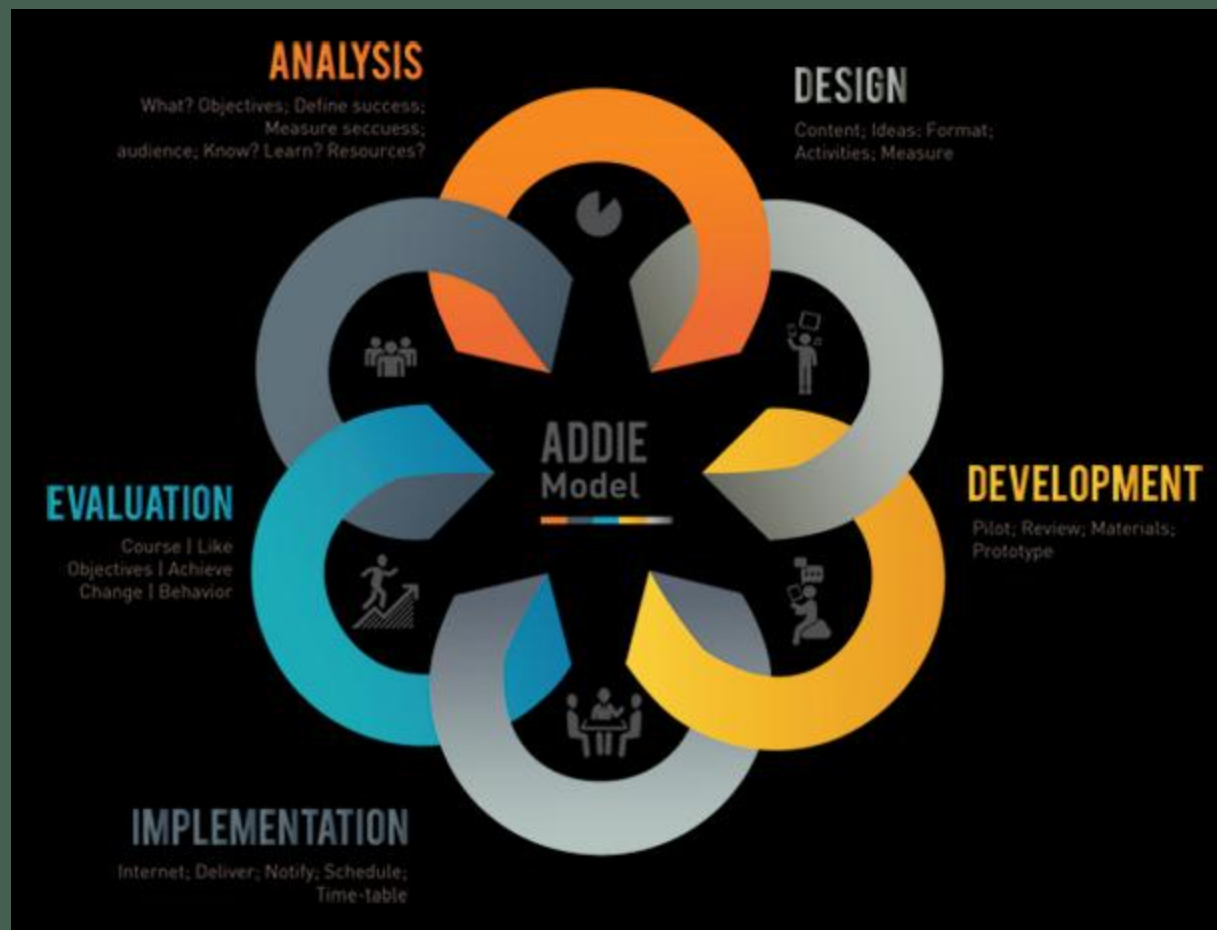 ANALYSIS
What? Objectives; Define success;
Measure seccuess;
audience; Know? Learn? Resources?
DESIGN
Content; Ideas; Format;
Activities; Measure
ADDIE
Model
EVALUATION
Course | Like
Objectives | Achieve
Change | Behavior
DEVELOPMENT
Pilot; Review; Materials;
Prototype
IMPLEMENTATION
Internet; Deliver; Notify; Schedule;
Time-table